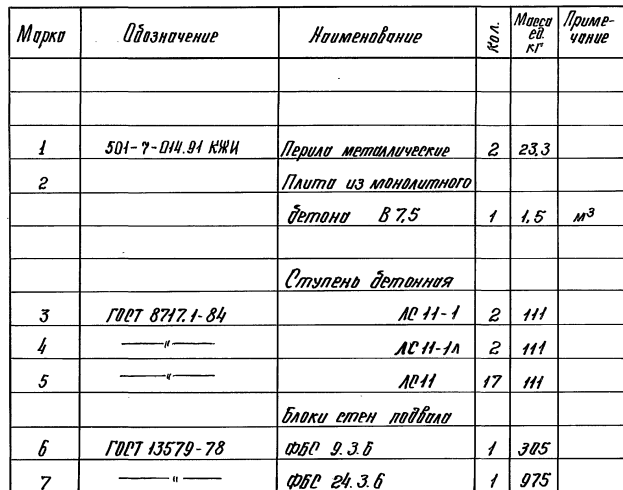 Марка Обозначение Наименование Кол. Масса ед. кг Приме-чание
1 501-7-014.91 КЖИ Перила металлические 2 23,3
2 Плита из монолитного
бетона В 7,5 1 1,5 м³
Ступень бетонная
3 ГОСТ 8717.1-84 ЛС 11-1 2 111
4 —"— ЛС 11-1л 2 111
5 —"— ЛС11 17 111
Блоки стен подвала
6 ГОСТ 13579-78 ФБС 9.3.6 1 305
7 —"— ФБС 24.3.6 1 975